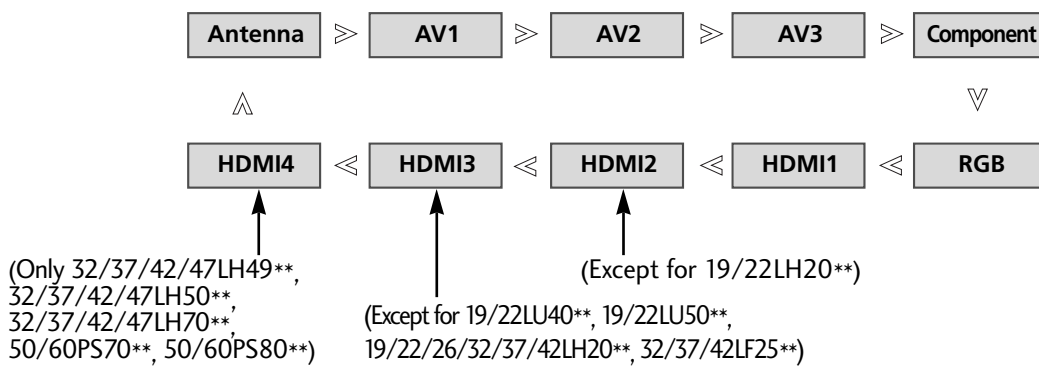 Antenna AV1 AV2 AV3 Component
HDMI4 HDMI3 HDMI2 HDMI1 RGB
(Only 32/37/42/47LH49**,
32/37/42/47LH50**,
32/37/42/47LH70**,
50/60PS70**, 50/60PS80**)
(Except for 19/22LU40**, 19/22LU50**,
19/22/26/32/37/42LH20**, 32/37/42LF25**)
(Except for 19/22LH20**)